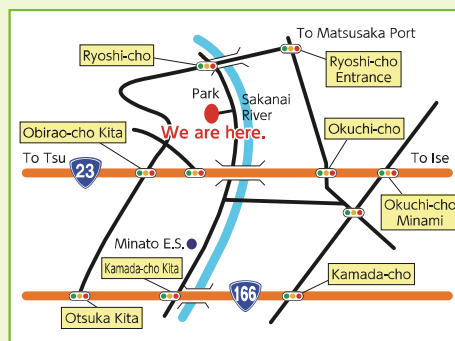 To Matsusaka Port
Ryoshi-cho
Ryoshi-cho
Entrance
Park
Sakanai
River
We are here.
Obirao-cho Kita
Okuchi-cho
To Tsu
23
To Ise
Okuchi-cho
Minami
Minato E.S.
Kamada-cho Kita
166
Kamada-cho
Otsuka Kita